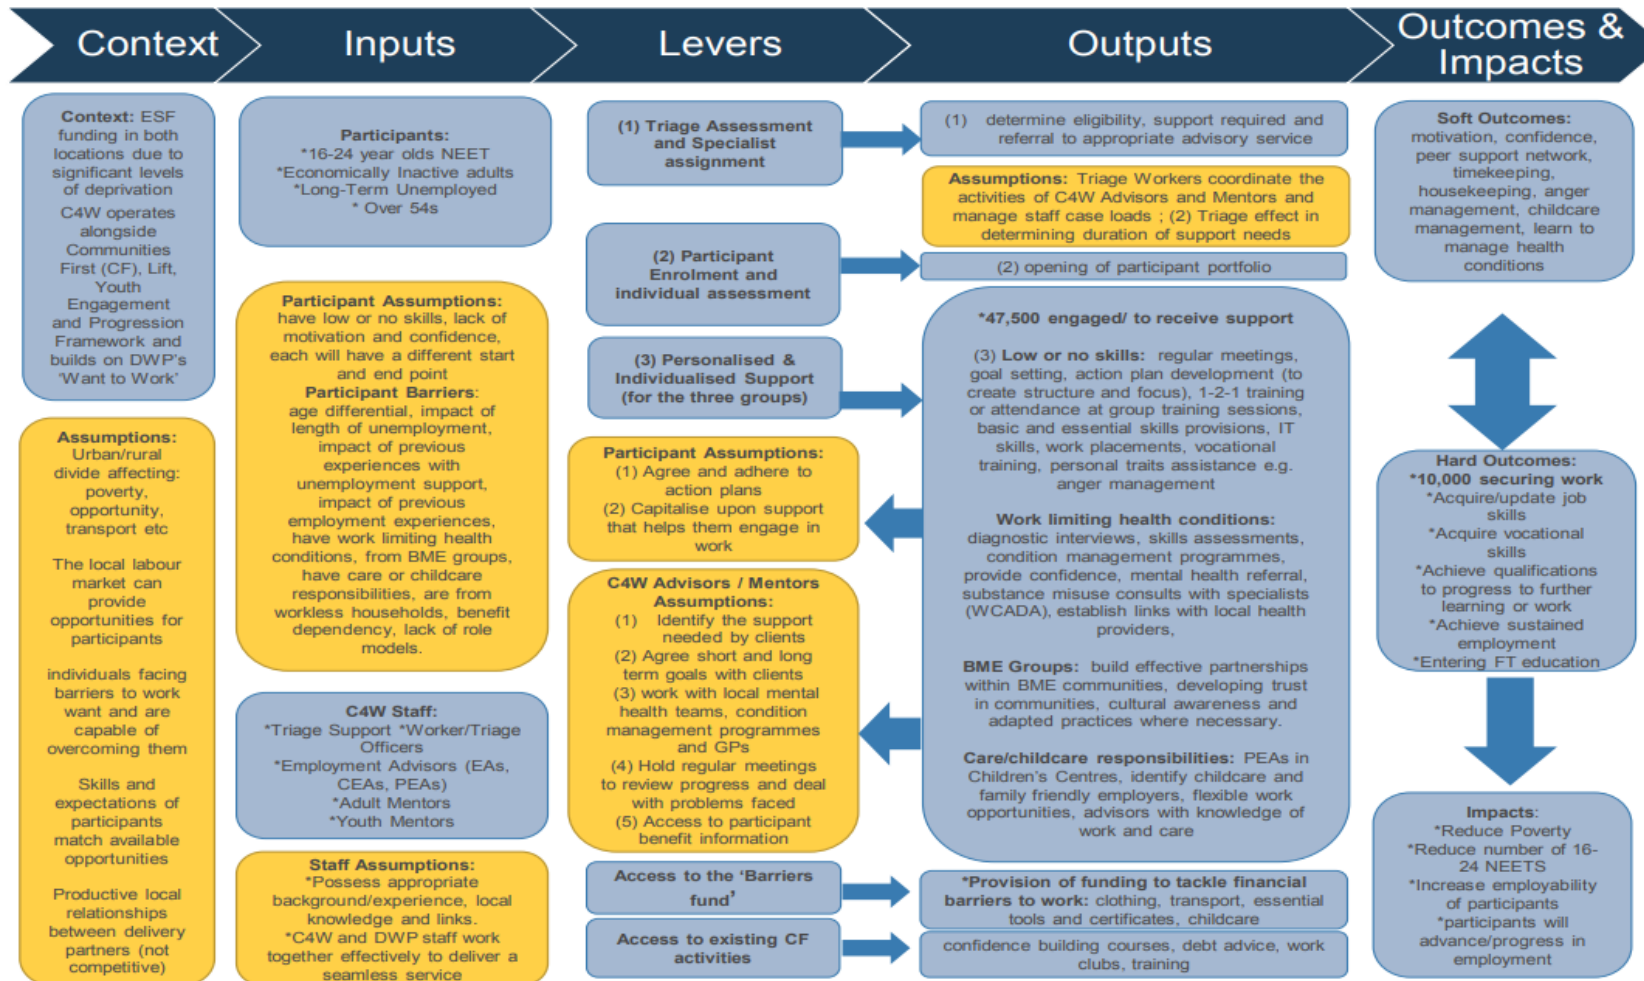 Context
Inputs
Levers
Outputs
Outcomes &
Impacts
Context: ESF
funding in both
locations due to
significant levels
of deprivation
C4W operates
alongside
Communities
First (CF), Lift,
Youth
Engagement
and Progression
Framework and
builds on DWP's
'Want to Work'
Assumptions:
Urban/rural
divide affecting:
poverty,
opportunity,
transport etc
The local labour
market can
provide
opportunities for
participants
individuals facing
barriers to work
want and are
capable of
overcoming them
Skills and
expectations of
participants
match available
opportunities
Productive local
relationships
between delivery
partners (not
competitive)
Participants:
*16-24 year olds NEET
*Economically Inactive adults
*Long-Term Unemployed
* Over 54s
Participant Assumptions:
have low or no skills, lack of
motivation and confidence,
each will have a different start
and end point
Participant Barriers:
age differential, impact of
length of unemployment,
impact of previous
experiences with
unemployment support,
impact of previous
employment experiences,
have work limiting health
conditions, from BME groups,
have care or childcare
responsibilities, are from
workless households, benefit
dependency, lack of role
models.
C4W Staff:
*Triage Support *Worker/Triage
Officers
*Employment Advisors (EAs,
CEAs, PEAs)
*Adult Mentors
*Youth Mentors
Staff Assumptions:
*Possess appropriate
background/experience, local
knowledge and links.
*C4W and DWP staff work
together effectively to deliver a
seamless service
(1) Triage Assessment
and Specialist
assignment
(2) Participant
Enrolment and
individual assessment
(3) Personalised &
Individualised Support
(for the three groups)
Participant Assumptions:
(1) Agree and adhere to
action plans
(2) Capitalise upon support
that helps them engage in
work
C4W Advisors / Mentors
Assumptions:
(1) Identify the support
needed by clients
(2) Agree short and long
term goals with clients
(3) work with local mental
health teams, condition
management programmes
and GPs
(4) Hold regular meetings
to review progress and deal
with problems faced
(5) Access to participant
benefit information
Access to the 'Barriers
fund'
Access to existing CF
activities
(1) determine eligibility, support required and
referral to appropriate advisory service
Assumptions: Triage Workers coordinate the
activities of C4W Advisors and Mentors and
manage staff case loads ; (2) Triage effect in
determining duration of support needs
(2) opening of participant portfolio
*47,500 engaged/ to receive support
(3) Low or no skills: regular meetings,
goal setting, action plan development (to
create structure and focus), 1-2-1 training
or attendance at group training sessions,
basic and essential skills provisions, IT
skills, work placements, vocational
training, personal traits assistance e.g.
anger management
Work limiting health conditions:
diagnostic interviews, skills assessments,
condition management programmes,
provide confidence, mental health referral,
substance misuse consults with specialists
(WCADA), establish links with local health
providers,
BME Groups: build effective partnerships
within BME communities, developing trust
in communities, cultural awareness and
adapted practices where necessary.
Care/childcare responsibilities: PEAs in
Children's Centres, identify childcare and
family friendly employers, flexible work
opportunities, advisors with knowledge of
work and care
*Provision of funding to tackle financial
barriers to work: clothing, transport, essential
tools and certificates, childcare
confidence building courses, debt advice, work
clubs, training
Soft Outcomes:
motivation, confidence,
peer support network,
timekeeping,
housekeeping, anger
management, childcare
management, learn to
manage health
conditions
Hard Outcomes:
*10,000 securing work
*Acquire/update job
skills
*Acquire vocational
skills
*Achieve qualifications
to progress to further
learning or work
*Achieve sustained
employment
*Entering FT education
Impacts:
*Reduce Poverty
*Reduce number of 16-
24 NEETS
*Increase employability
of participants
*participants will
advance/progress in
employment